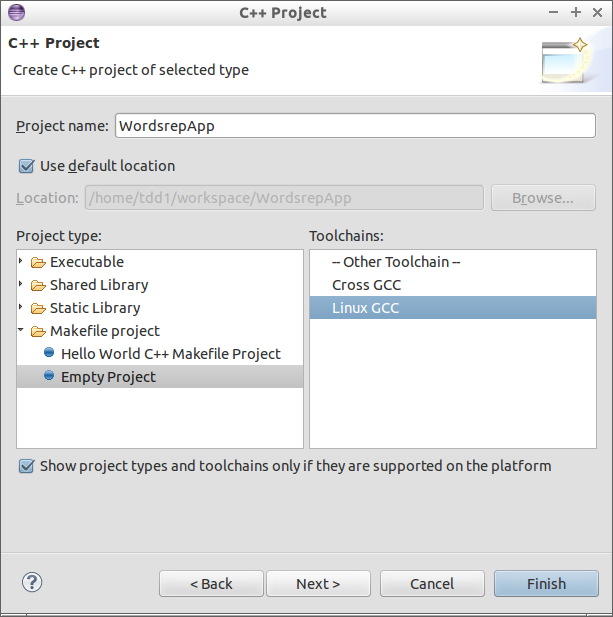 C++ Project
C++ Project
Create C++ project of selected type
Project name: WordsrepApp
Use default location
Location: /home/tdd1/workspace/WordsrepApp Browse...
Project type:
Executable
Shared Library
Static Library
Makefile project
Hello World C++ Makefile Project
Empty Project
Toolchains:
-- Other Toolchain --
Cross GCC
Linux GCC
Show project types and toolchains only if they are supported on the platform
? < Back Next > Cancel Finish